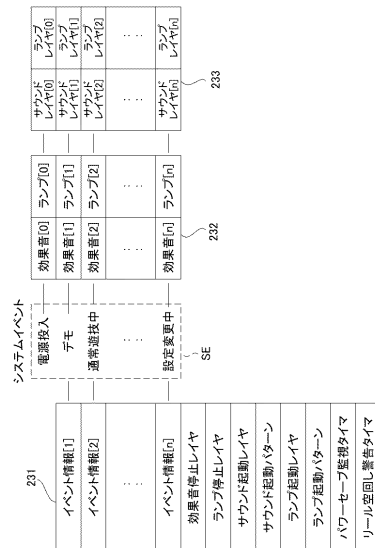 231
イベント情報[1]
イベント情報[2]
: :
イベント情報[n]
効果音停止レイヤ
ランプ停止レイヤ
サウンド起動レイヤ
サウンド起動パターン
ランプ起動レイヤ
ランプ起動パターン
パワーセーブ監視タイマ
リール空回し警告タイマ
システムイベント
電源投入
デモ
通常遊技中
: :
設定変更中
SE
効果音[0] ランプ[0]
効果音[1] ランプ[1]
効果音[2] ランプ[2]
: : : :
効果音[n] ランプ[n]
232
サウンド
レイヤ[0]
ランプ
レイヤ[0]
サウンド
レイヤ[1]
ランプ
レイヤ[1]
サウンド
レイヤ[2]
ランプ
レイヤ[2]
: : : :
サウンド
レイヤ[n]
ランプ
レイヤ[n]
233